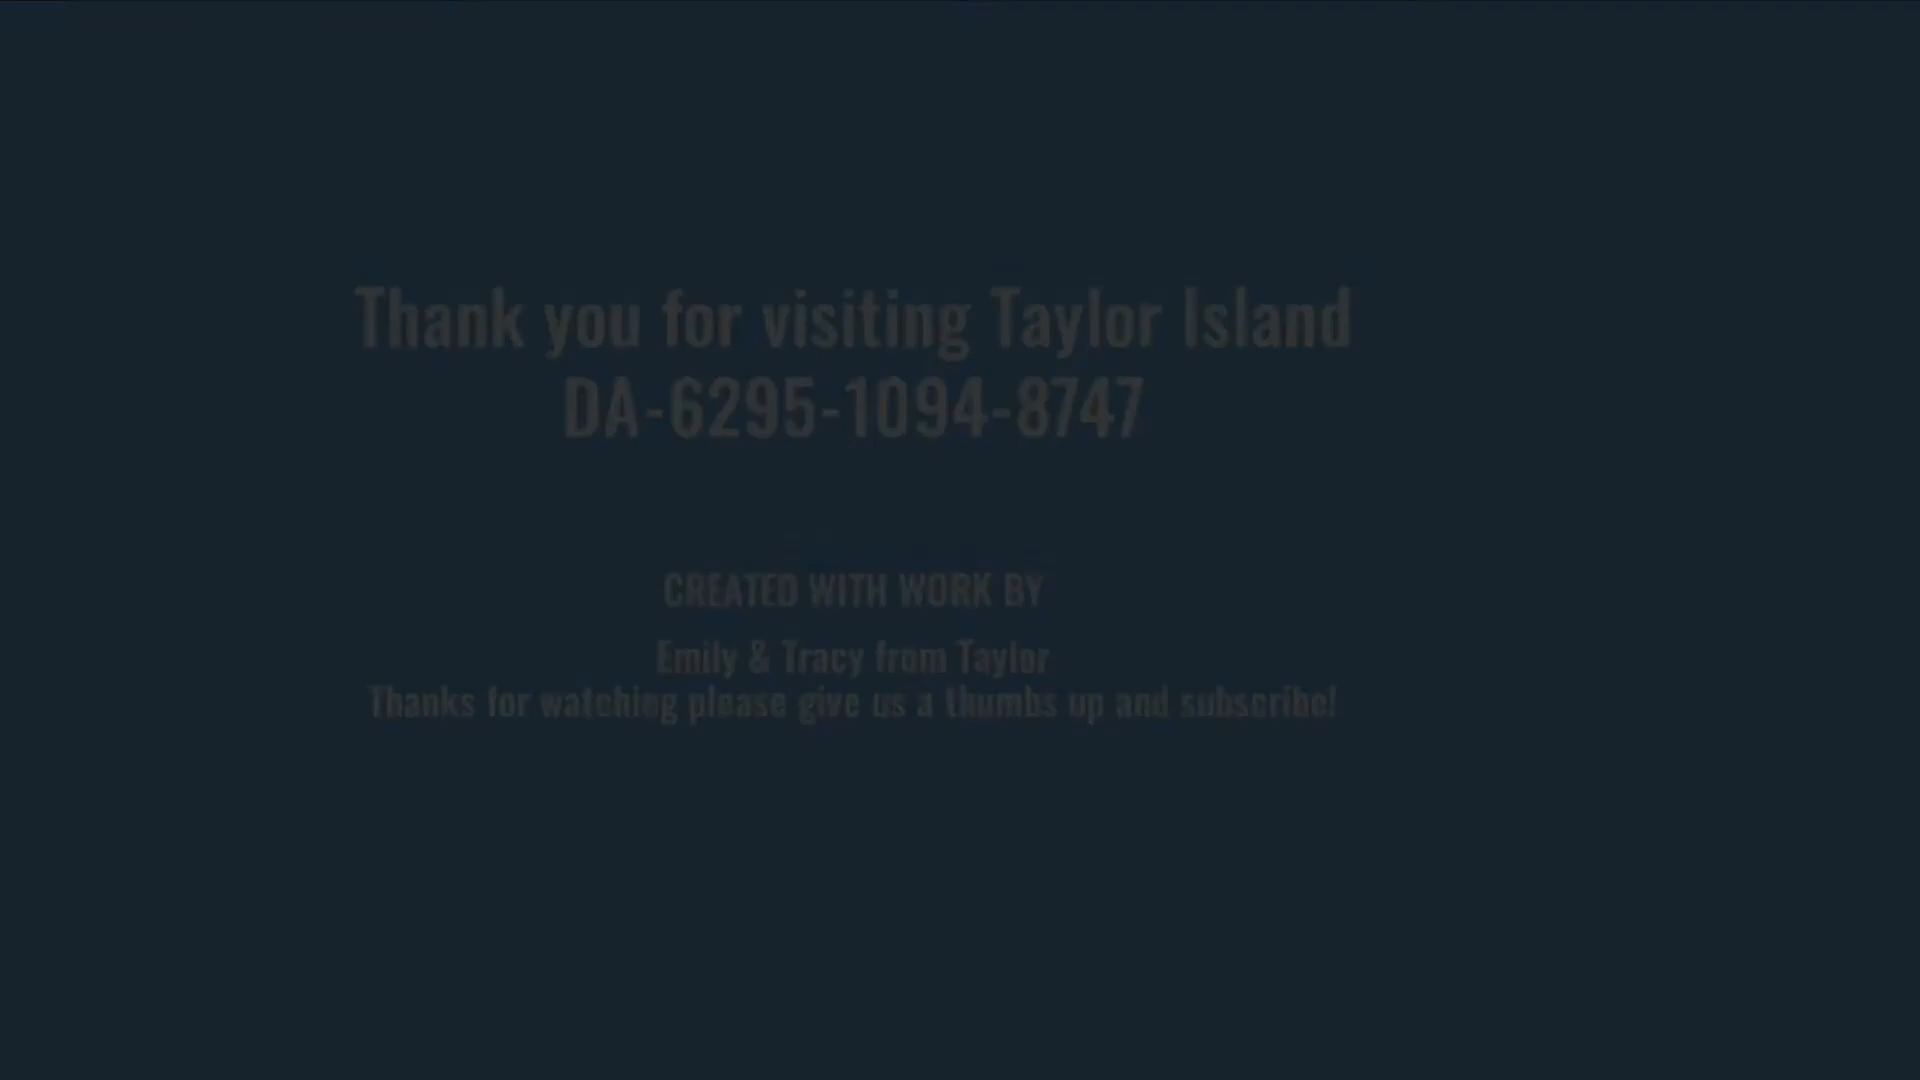 Thank you for visiting Taylor Island
DA-6295-1094-8747
CREATED WITH WORK BY
Emily & Tracy from Taylor
Thanks for watching please give us a thumbs up and subscribe!